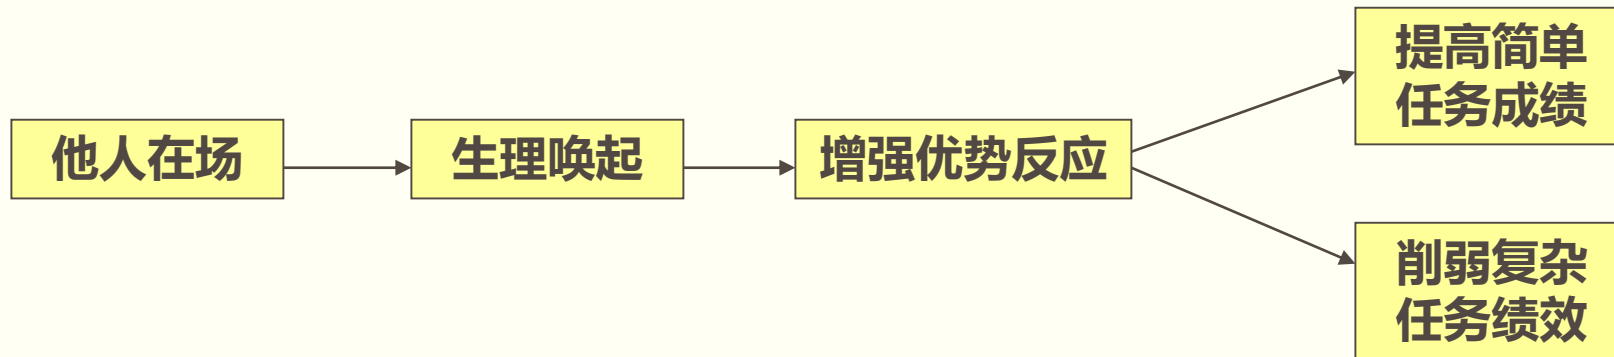 他人在场
生理唤起
增强优势反应
提高简单
任务成绩
削弱复杂
任务绩效